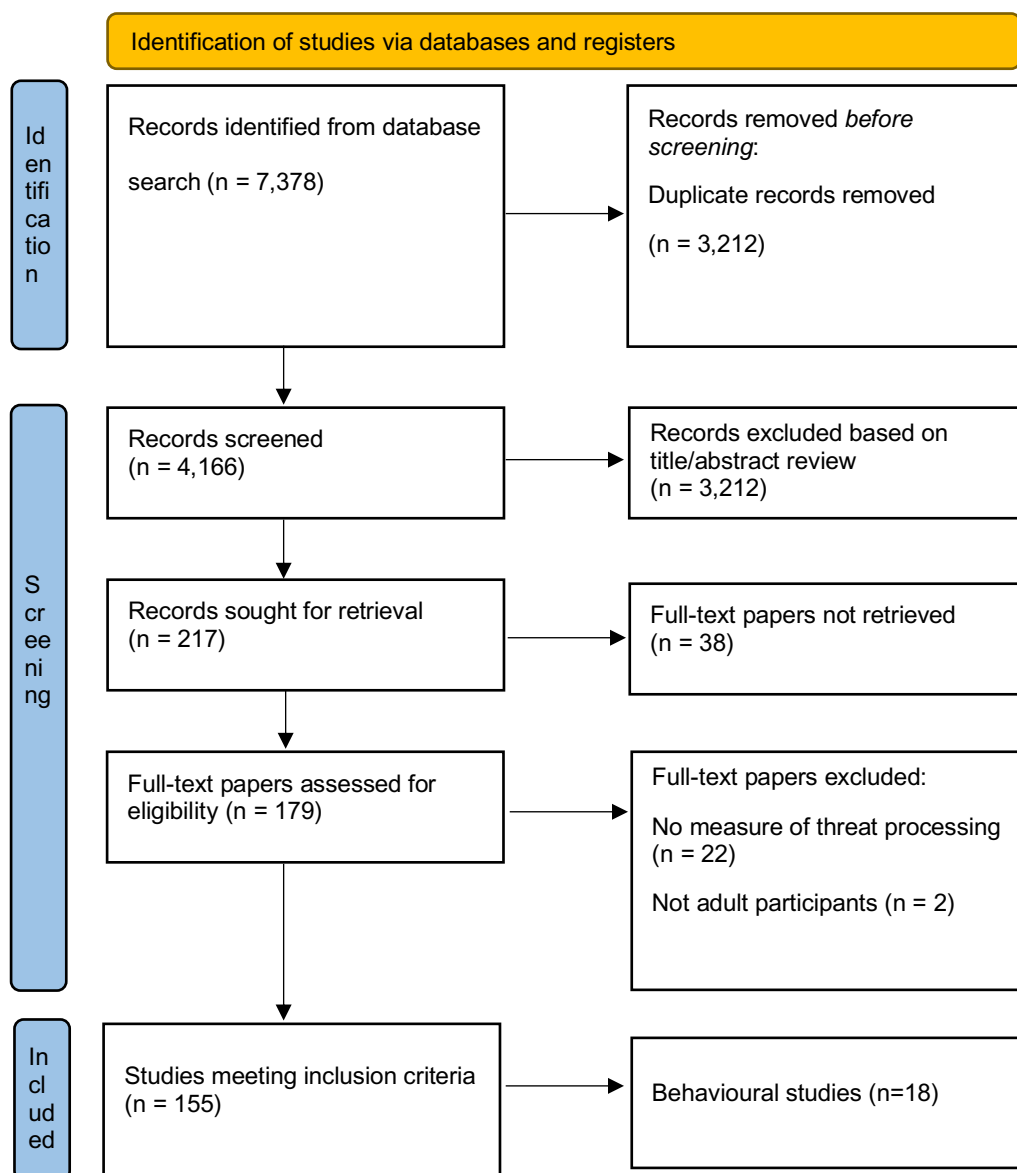 Identification of studies via databases and registers
Id
en
tifi
ca
tio
n
Records identified from database
search (n = 7,378)
Records removed before
screening:
Duplicate records removed
(n = 3,212)
S
cr
ee
ni
ng
Records screened
(n = 4,166)
Records excluded based on
title/abstract review
(n = 3,212)
Records sought for retrieval
(n = 217)
Full-text papers not retrieved
(n = 38)
Full-text papers assessed for
eligibility (n = 179)
Full-text papers excluded:
No measure of threat processing
(n = 22)
Not adult participants (n = 2)
In
cl
ud
ed
Studies meeting inclusion criteria
(n = 155)
Behavioural studies (n=18)